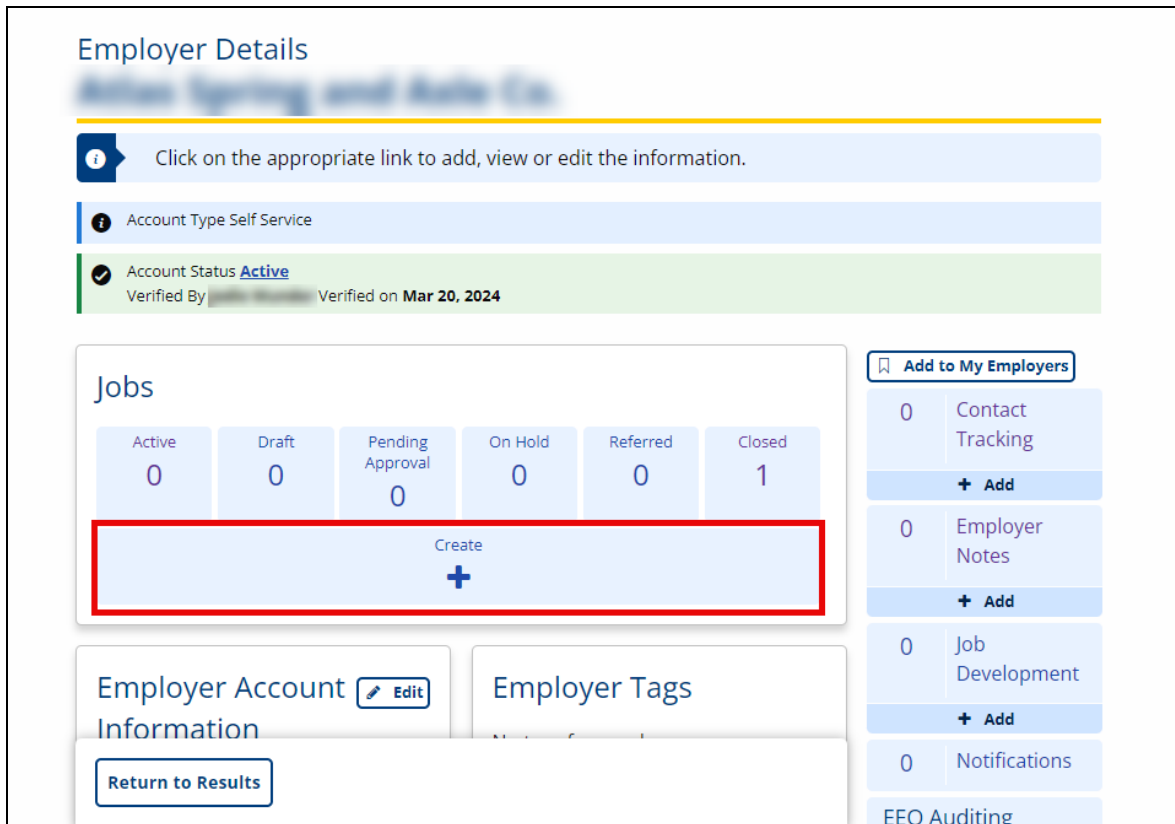 Employer Details
Click on the appropriate link to add, view or edit the information.
Account Type Self Service
Account Status Active
Verified By Verified on Mar 20, 2024
Jobs
Active
0
Draft
0
Pending
Approval
0
On Hold
0
Referred
0
Closed
1
Create
Employer Account
Information
Edit
Employer Tags
Return to Results
Add to My Employers
0
Contact
Tracking
Add
0
Employer
Notes
Add
0
Job
Development
Add
0
Notifications
EEO Auditing